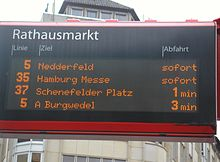 Rathausmarkt
Linie Ziel Abfahrt
5 Nedderfeld sofort
35 Hamburg Messe sofort
37 Schenefelder Platz 1 min
5 A Burgwedel 3 min